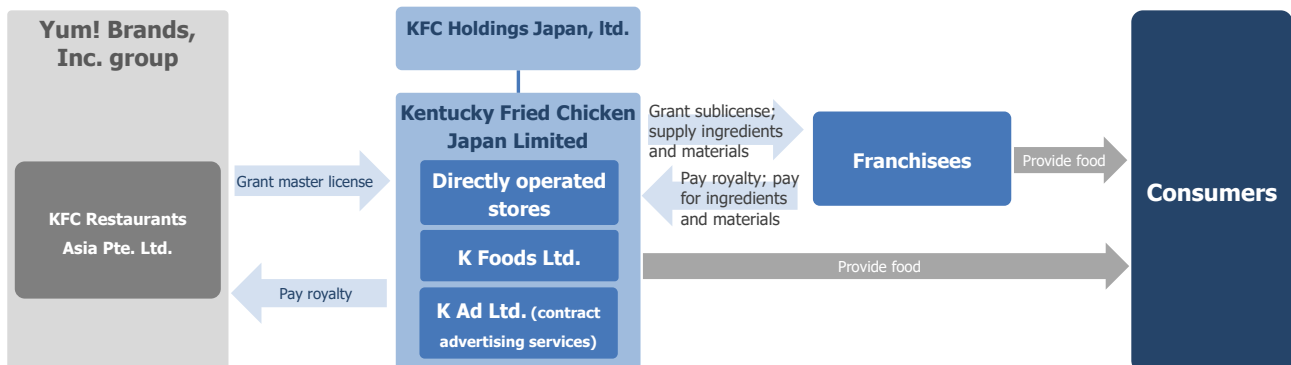 Yum! Brands,
Inc. group
KFC Restaurants
Asia Pte. Ltd.
Grant master license
Pay royalty
KFC Holdings Japan, ltd.
Kentucky Fried Chicken
Japan Limited
Directly operated
stores
K Foods Ltd.
K Ad Ltd. (contract
advertising services)
Grant sublicense;
supply ingredients
and materials
Pay royalty; pay
for ingredients
and materials
Franchisees
Provide food
Provide food
Consumers